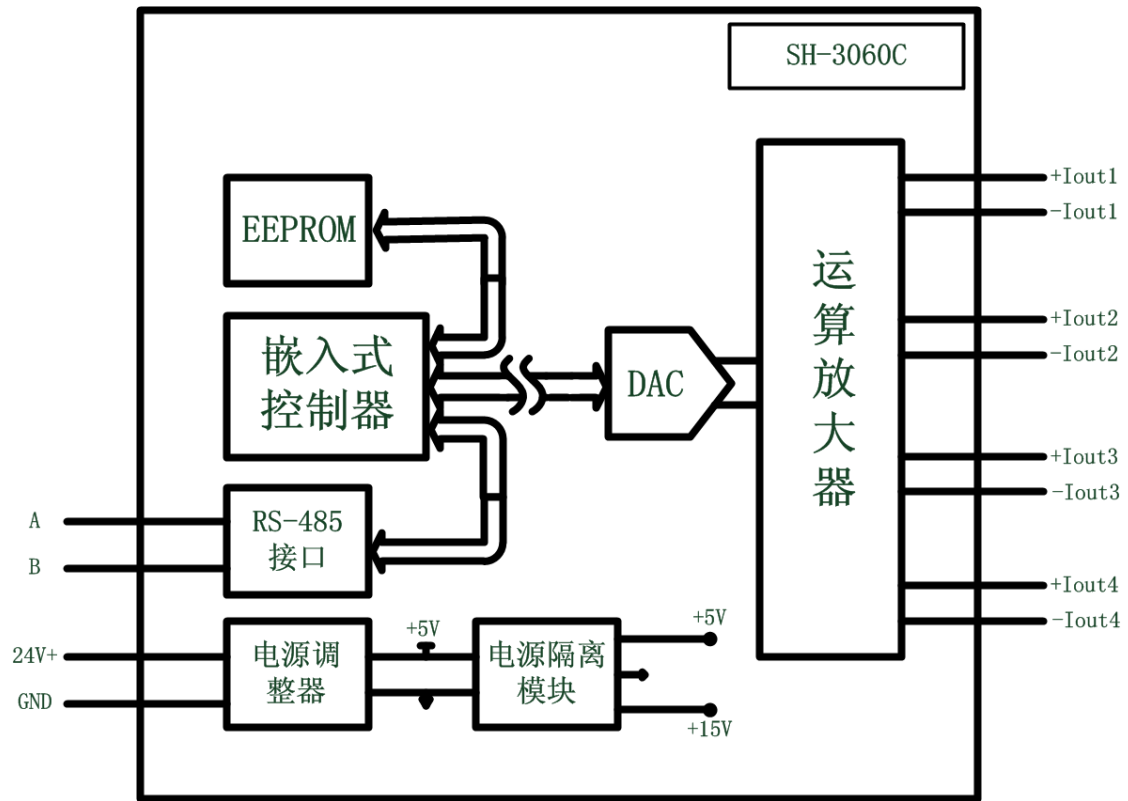 SH-3060C
EEPROM
嵌入式
控制器
RS-485
接口
A
B
24V+
GND
电源调
整器
+5V
电源隔离
模块
+5V
+15V
DAC
运
算
放
大
器
+Iout1
-Iout1
+Iout2
-Iout2
+Iout3
-Iout3
+Iout4
-Iout4